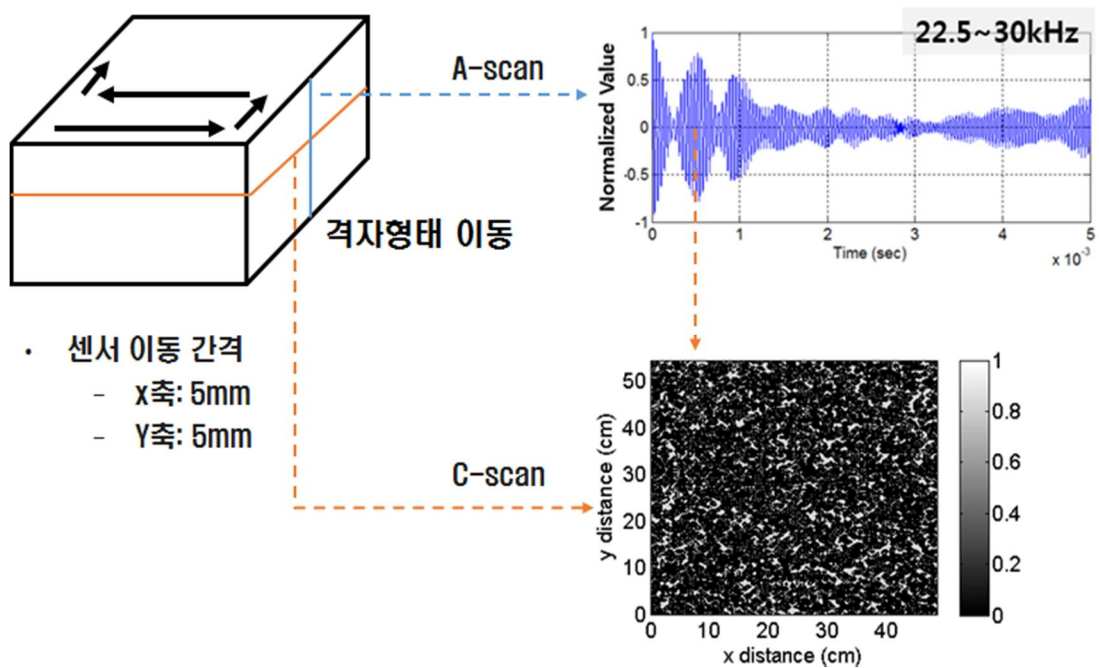 A-scan
격자형태 이동
• 센서 이동 간격
– x축: 5mm
– Y축: 5mm
C-scan
22.5~30kHz
Normalized Value
1
0.5
0
-0.5
-1
0 1 2 3 4 5
Time (sec)
x 10⁻³
y distance (cm)
50
40
30
20
10
0
0 10 20 30 40
x distance (cm)
1
0.8
0.6
0.4
0.2
0